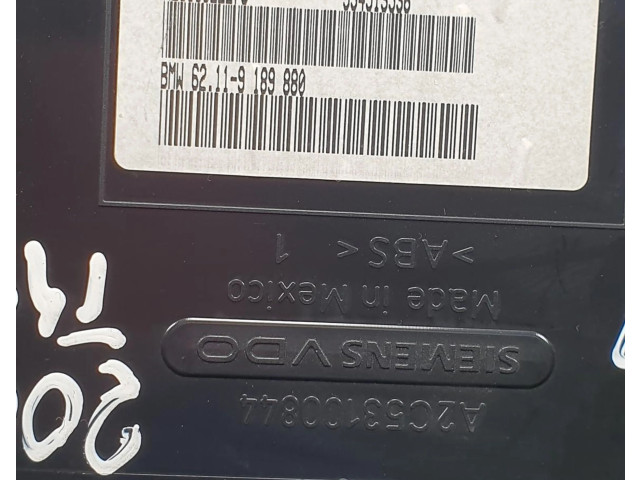 BMW 62.11-9 189 880
>ABS< 1
Made in Mexico
SIEMENS VDO
A2C53100844